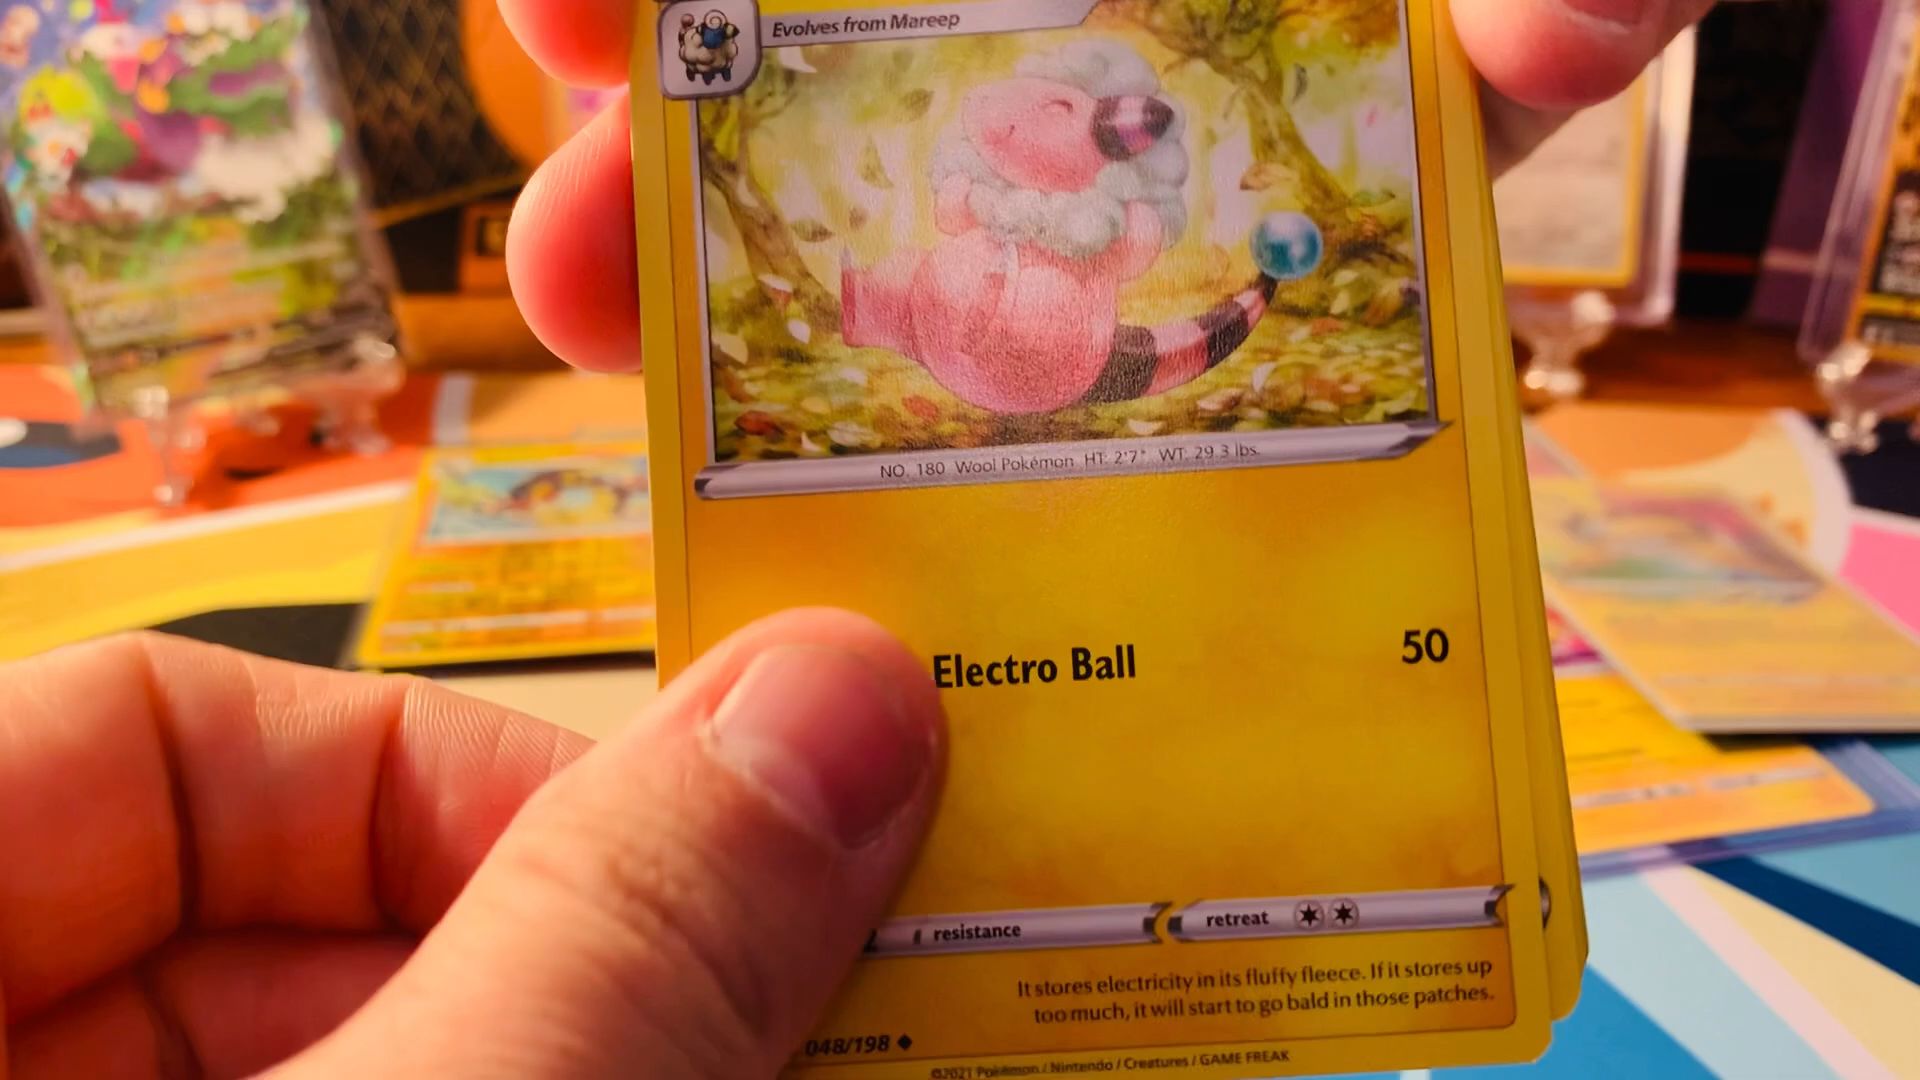 Evolves from Mareep
NO. 180 Wool Pokémon HT: 2'7" WT: 29.3 lbs.
Electro Ball 50
2 resistance retreat
It stores electricity in its fluffy fleece. If it stores up
too much, it will start to go bald in those patches.
048/198
©2021 Pokémon / Nintendo / Creatures / GAME FREAK